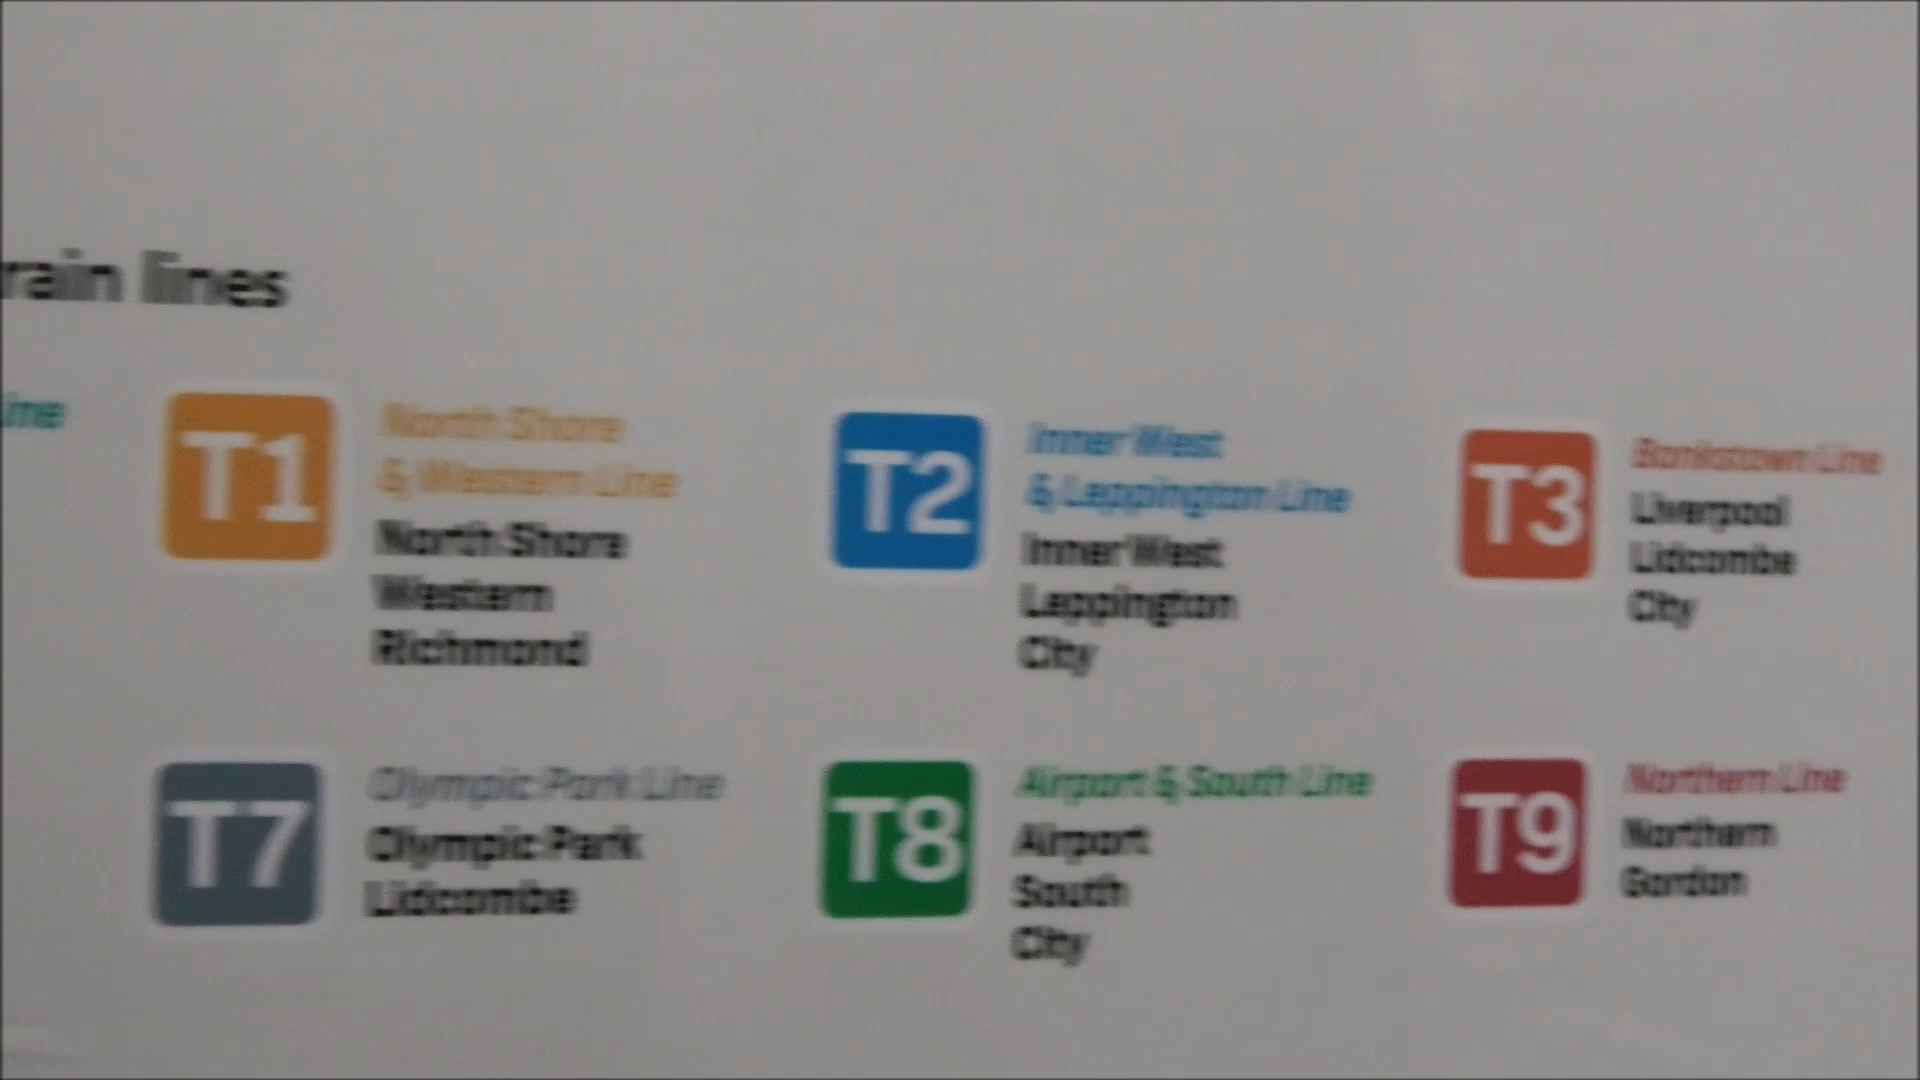 rain lines
ine
T1
North Shore
& Western Line
North Shore
Western
Richmond
T2
Inner West
& Leppington Line
Inner West
Leppington
City
T3
Bankstown Line
Liverpool
Lidcombe
City
T7
Olympic Park Line
Olympic Park
Lidcombe
T8
Airport & South Line
Airport
South
City
T9
Northern Line
Northern
Gordon